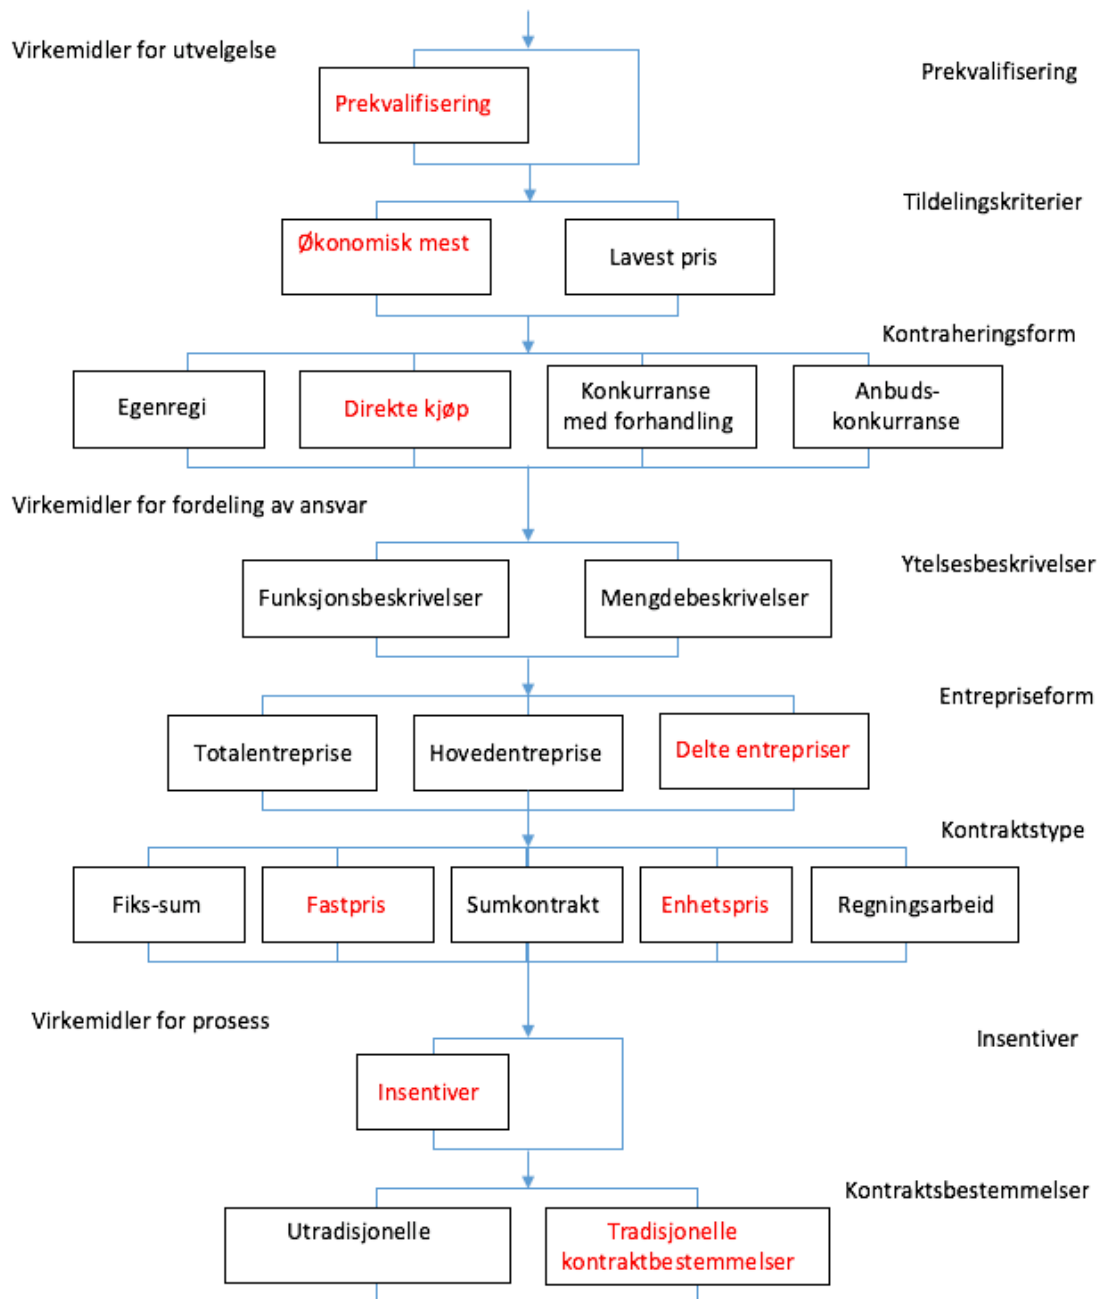 Virkemidler for utvelgelse
Prekvalifisering
Prekvalifisering
Tildelingskriterier
Økonomisk mest
Lavest pris
Kontraheringsform
Egenregi
Direkte kjøp
Konkurranse
med forhandling
Anbuds-
konkurranse
Virkemidler for fordeling av ansvar
Ytelsesbeskrivelser
Funksjonsbeskrivelser
Mengdebeskrivelser
Entrepriseform
Totalentreprise
Hovedentreprise
Delte entrepriser
Kontraktstype
Fiks-sum
Fastpris
Sumkontrakt
Enhetspris
Regningsarbeid
Virkemidler for prosess
Insentiver
Insentiver
Kontraktsbestemmelser
Utradisjonelle
Tradisjonelle
kontraktbestemmelser